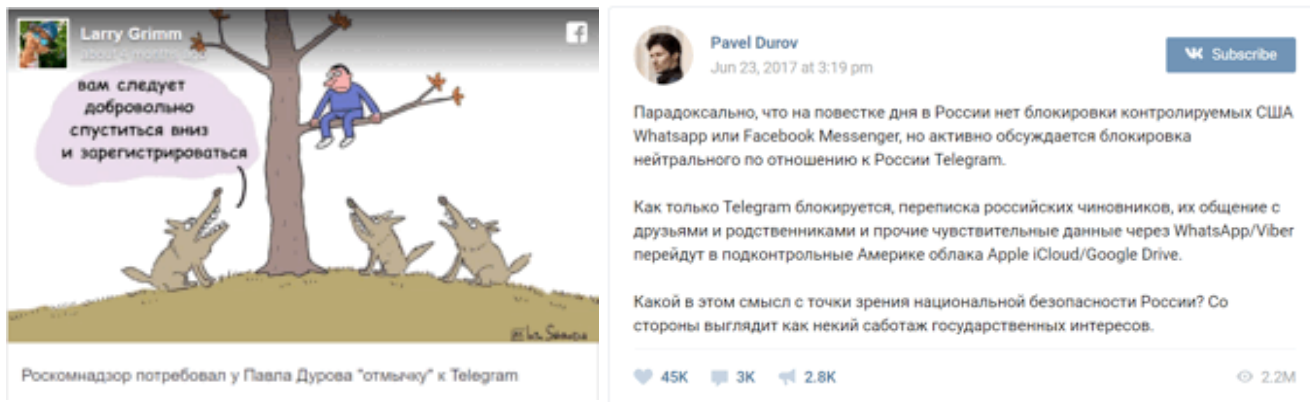 Larry Grimm
about 4 months ago
вам следует
добровольно
спуститься вниз
и зарегистрироваться
Роскомнадзор потребовал у Павла Дурова "отмычку" к Telegram
Pavel Durov
Jun 23, 2017 at 3:19 pm
Subscribe
Парадоксально, что на повестке дня в России нет блокировки контролируемых США
Whatsapp или Facebook Messenger, но активно обсуждается блокировка
нейтрального по отношению к России Telegram.
Как только Telegram блокируется, переписка российских чиновников, их общение с
друзьями и родственниками и прочие чувствительные данные через WhatsApp/Viber
перейдут в подконтрольные Америке облака Apple iCloud/Google Drive.
Какой в этом смысл с точки зрения национальной безопасности России? Со
стороны выглядит как некий саботаж государственных интересов.
45K 3K 2.8K 2.2M